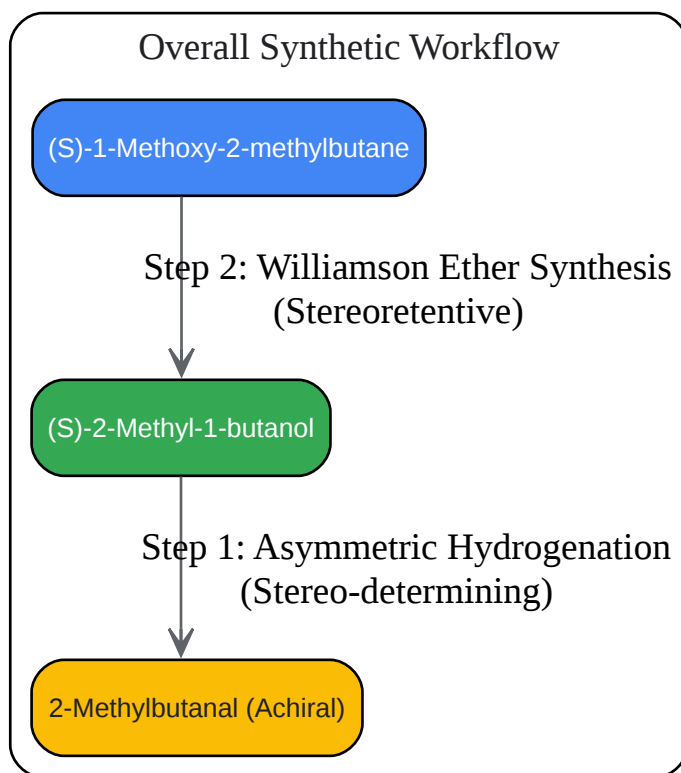 Overall Synthetic Workflow
(S)-1-Methoxy-2-methylbutane
Step 2: Williamson Ether Synthesis
(Stereoretentive)
(S)-2-Methyl-1-butanol
Step 1: Asymmetric Hydrogenation
(Stereo-determining)
2-Methylbutanal (Achiral)